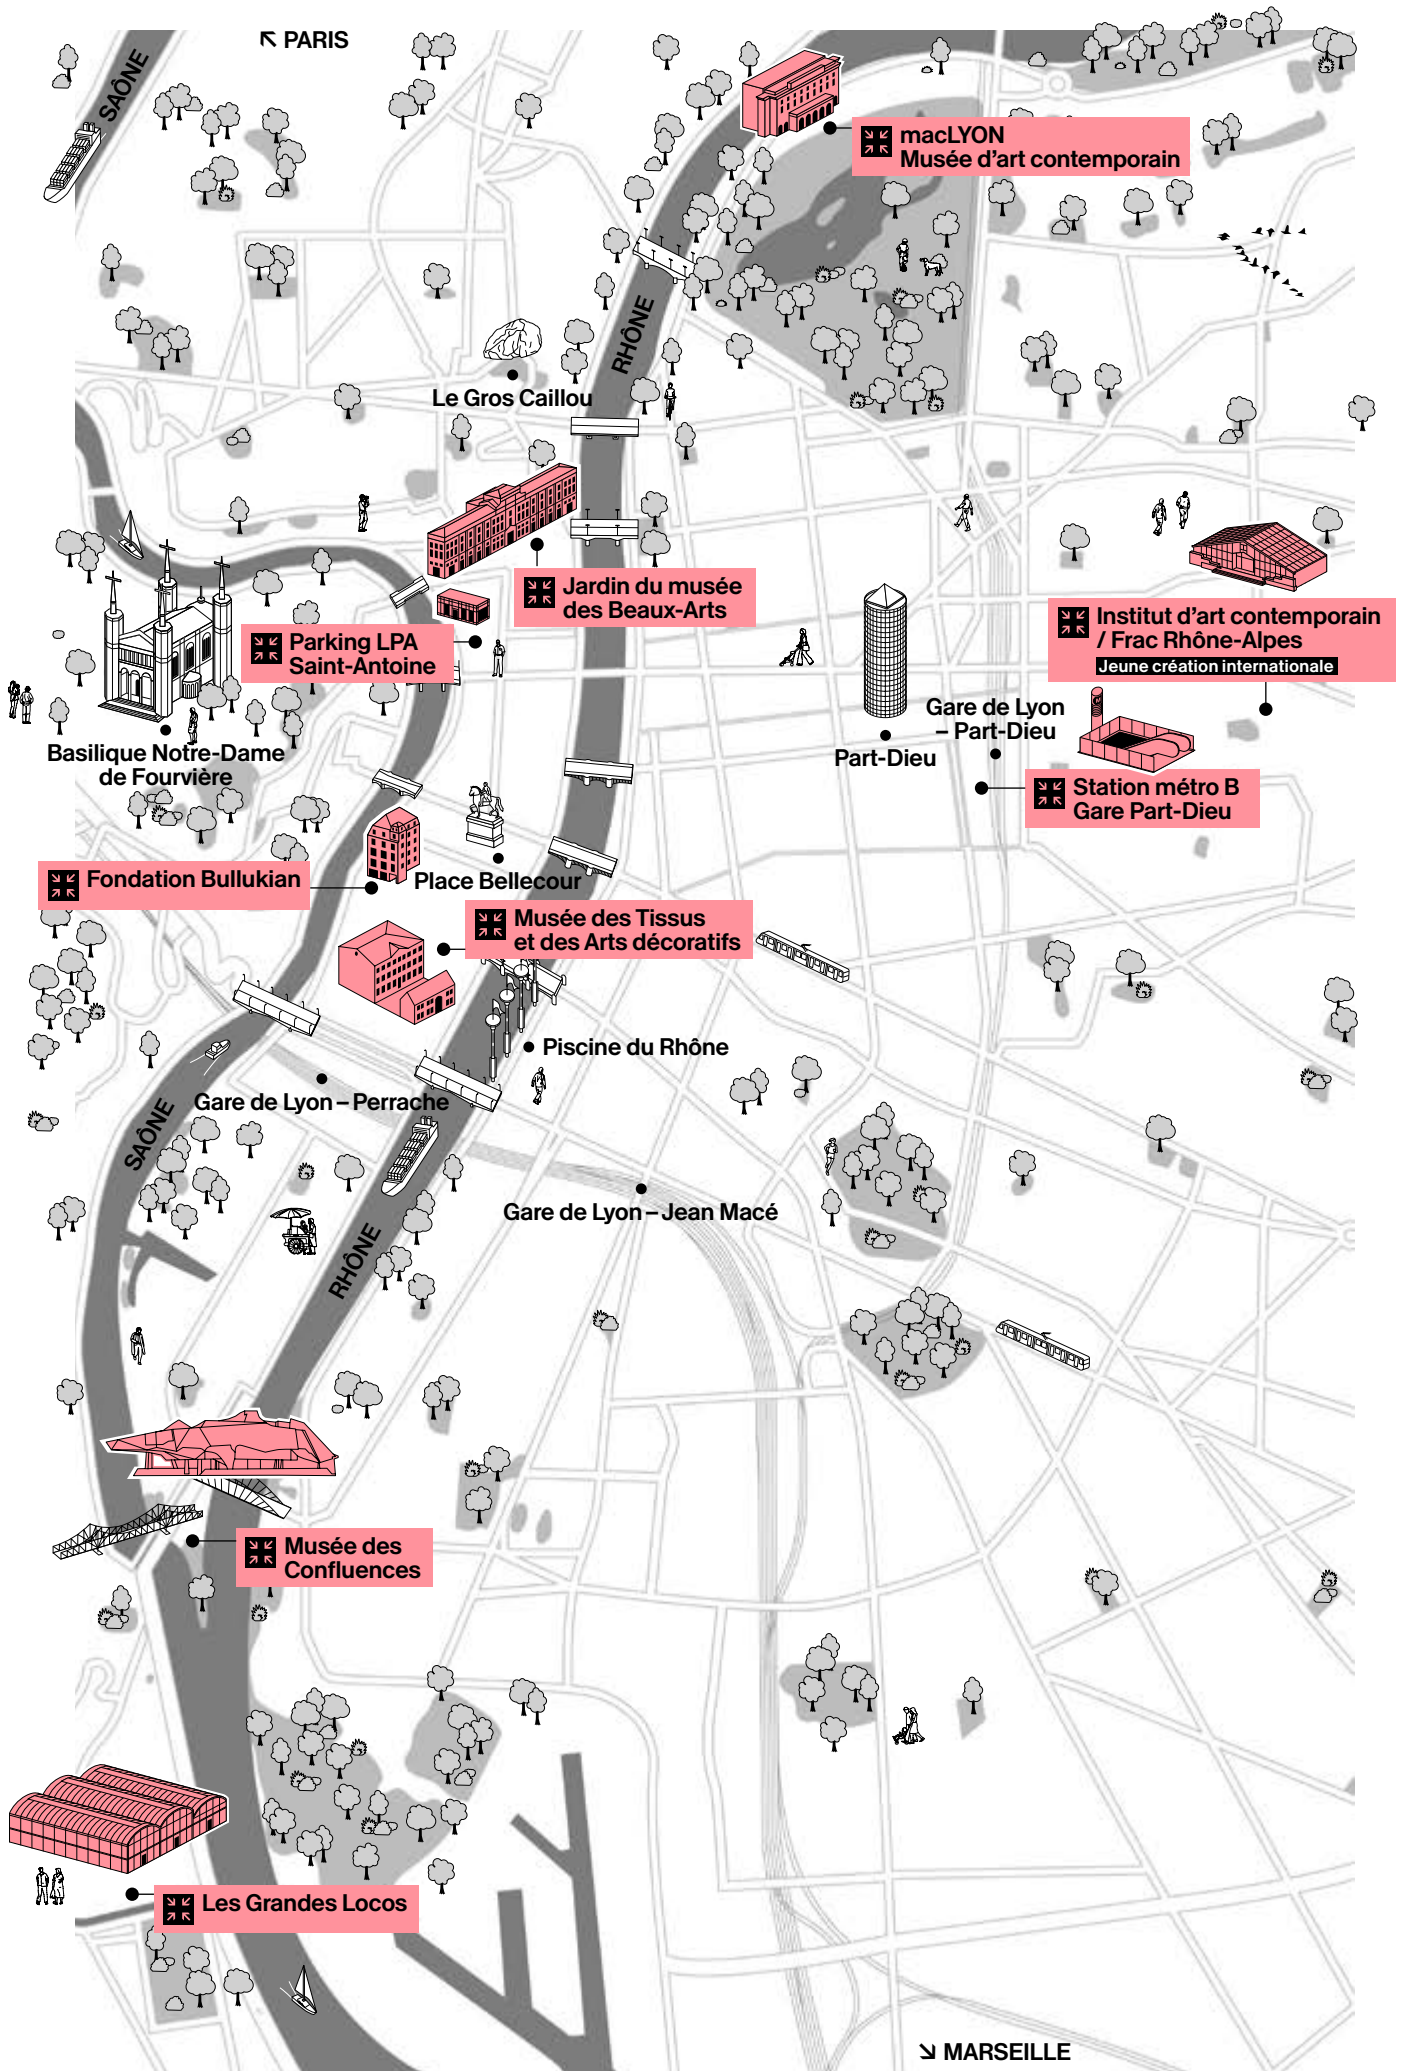 PARIS
SAÔNE
macLYON
Musée d'art contemporain
RHÔNE
Le Gros Caillou
Jardin du musée
des Beaux-Arts
Parking LPA
Saint-Antoine
Institut d'art contemporain
/ Frac Rhône-Alpes
Jeune création internationale
Gare de Lyon
– Part-Dieu
Part-Dieu
Basilique Notre-Dame
de Fourvière
Station métro B
Gare Part-Dieu
Fondation Bullukian
Place Bellecour
Musée des Tissus
et des Arts décoratifs
Piscine du Rhône
Gare de Lyon – Perrache
SAÔNE
Gare de Lyon – Jean Macé
RHÔNE
Musée des
Confluences
Les Grandes Locos
MARSEILLE